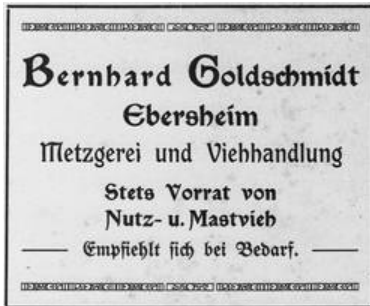 Bernhard Goldschmidt
Ebersheim
Metzgerei und Viehhandlung
Stets Vorrat von
Nutz- u. Mastvieh
Empfiehlt sich bei Bedarf.